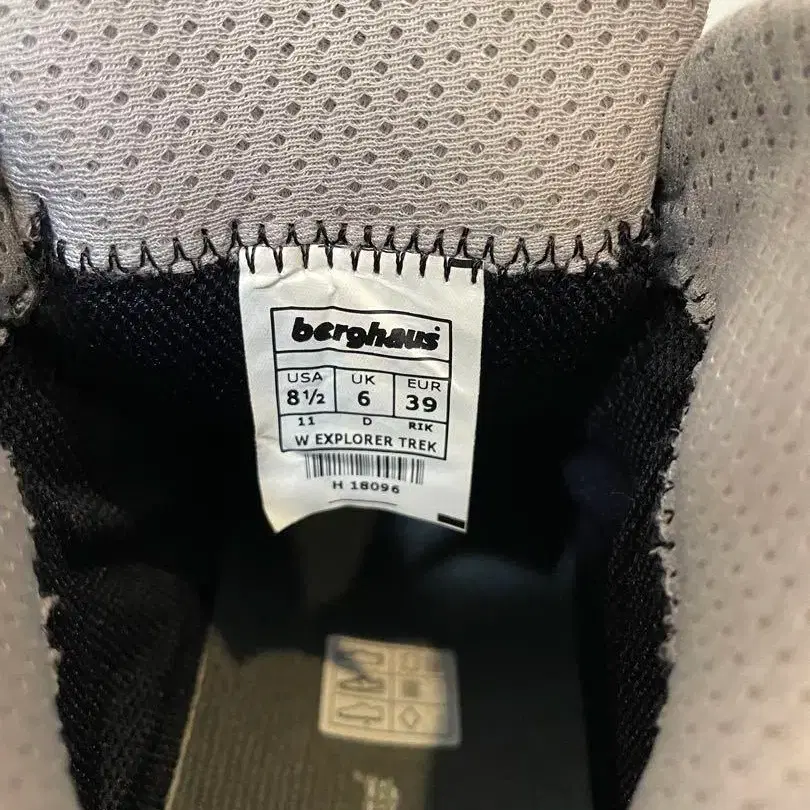 berghaus
USA UK EUR
8½ 6 39
11 D RIK
W EXPLORER TREK
H 18096